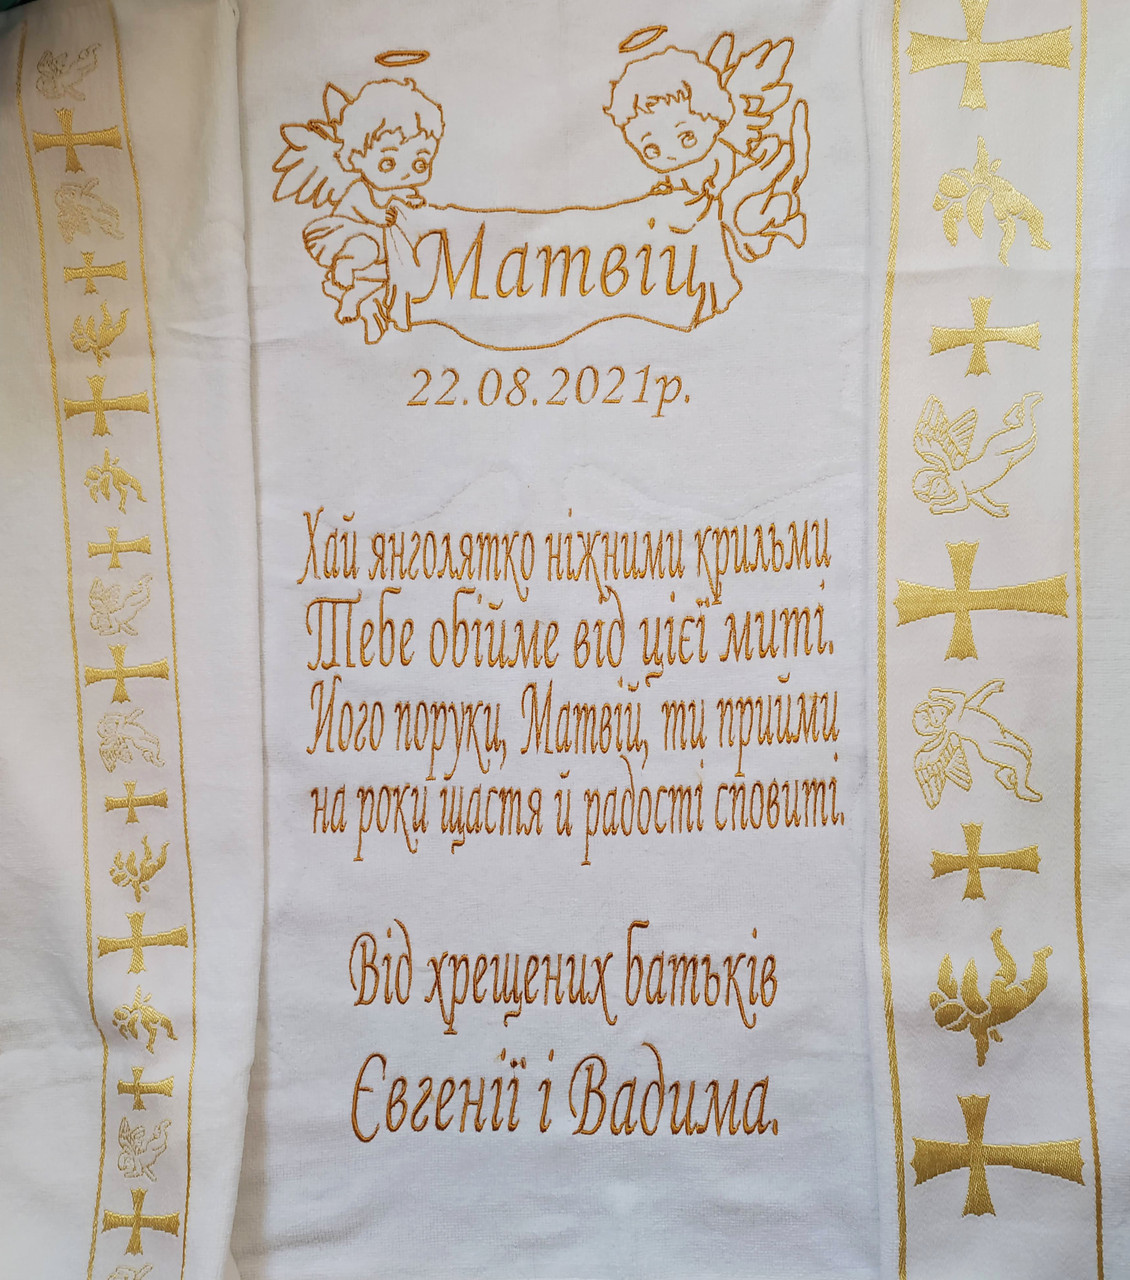 Матвій
22.08.2021р.
Хай янголятко ніжними крильми
Тебе обійме від цієї миті.
Його поруки, Матвій, ти прийми
на роки щастя й радості сповиті.
Від хрещених батьків
Євгенії і Вадима.